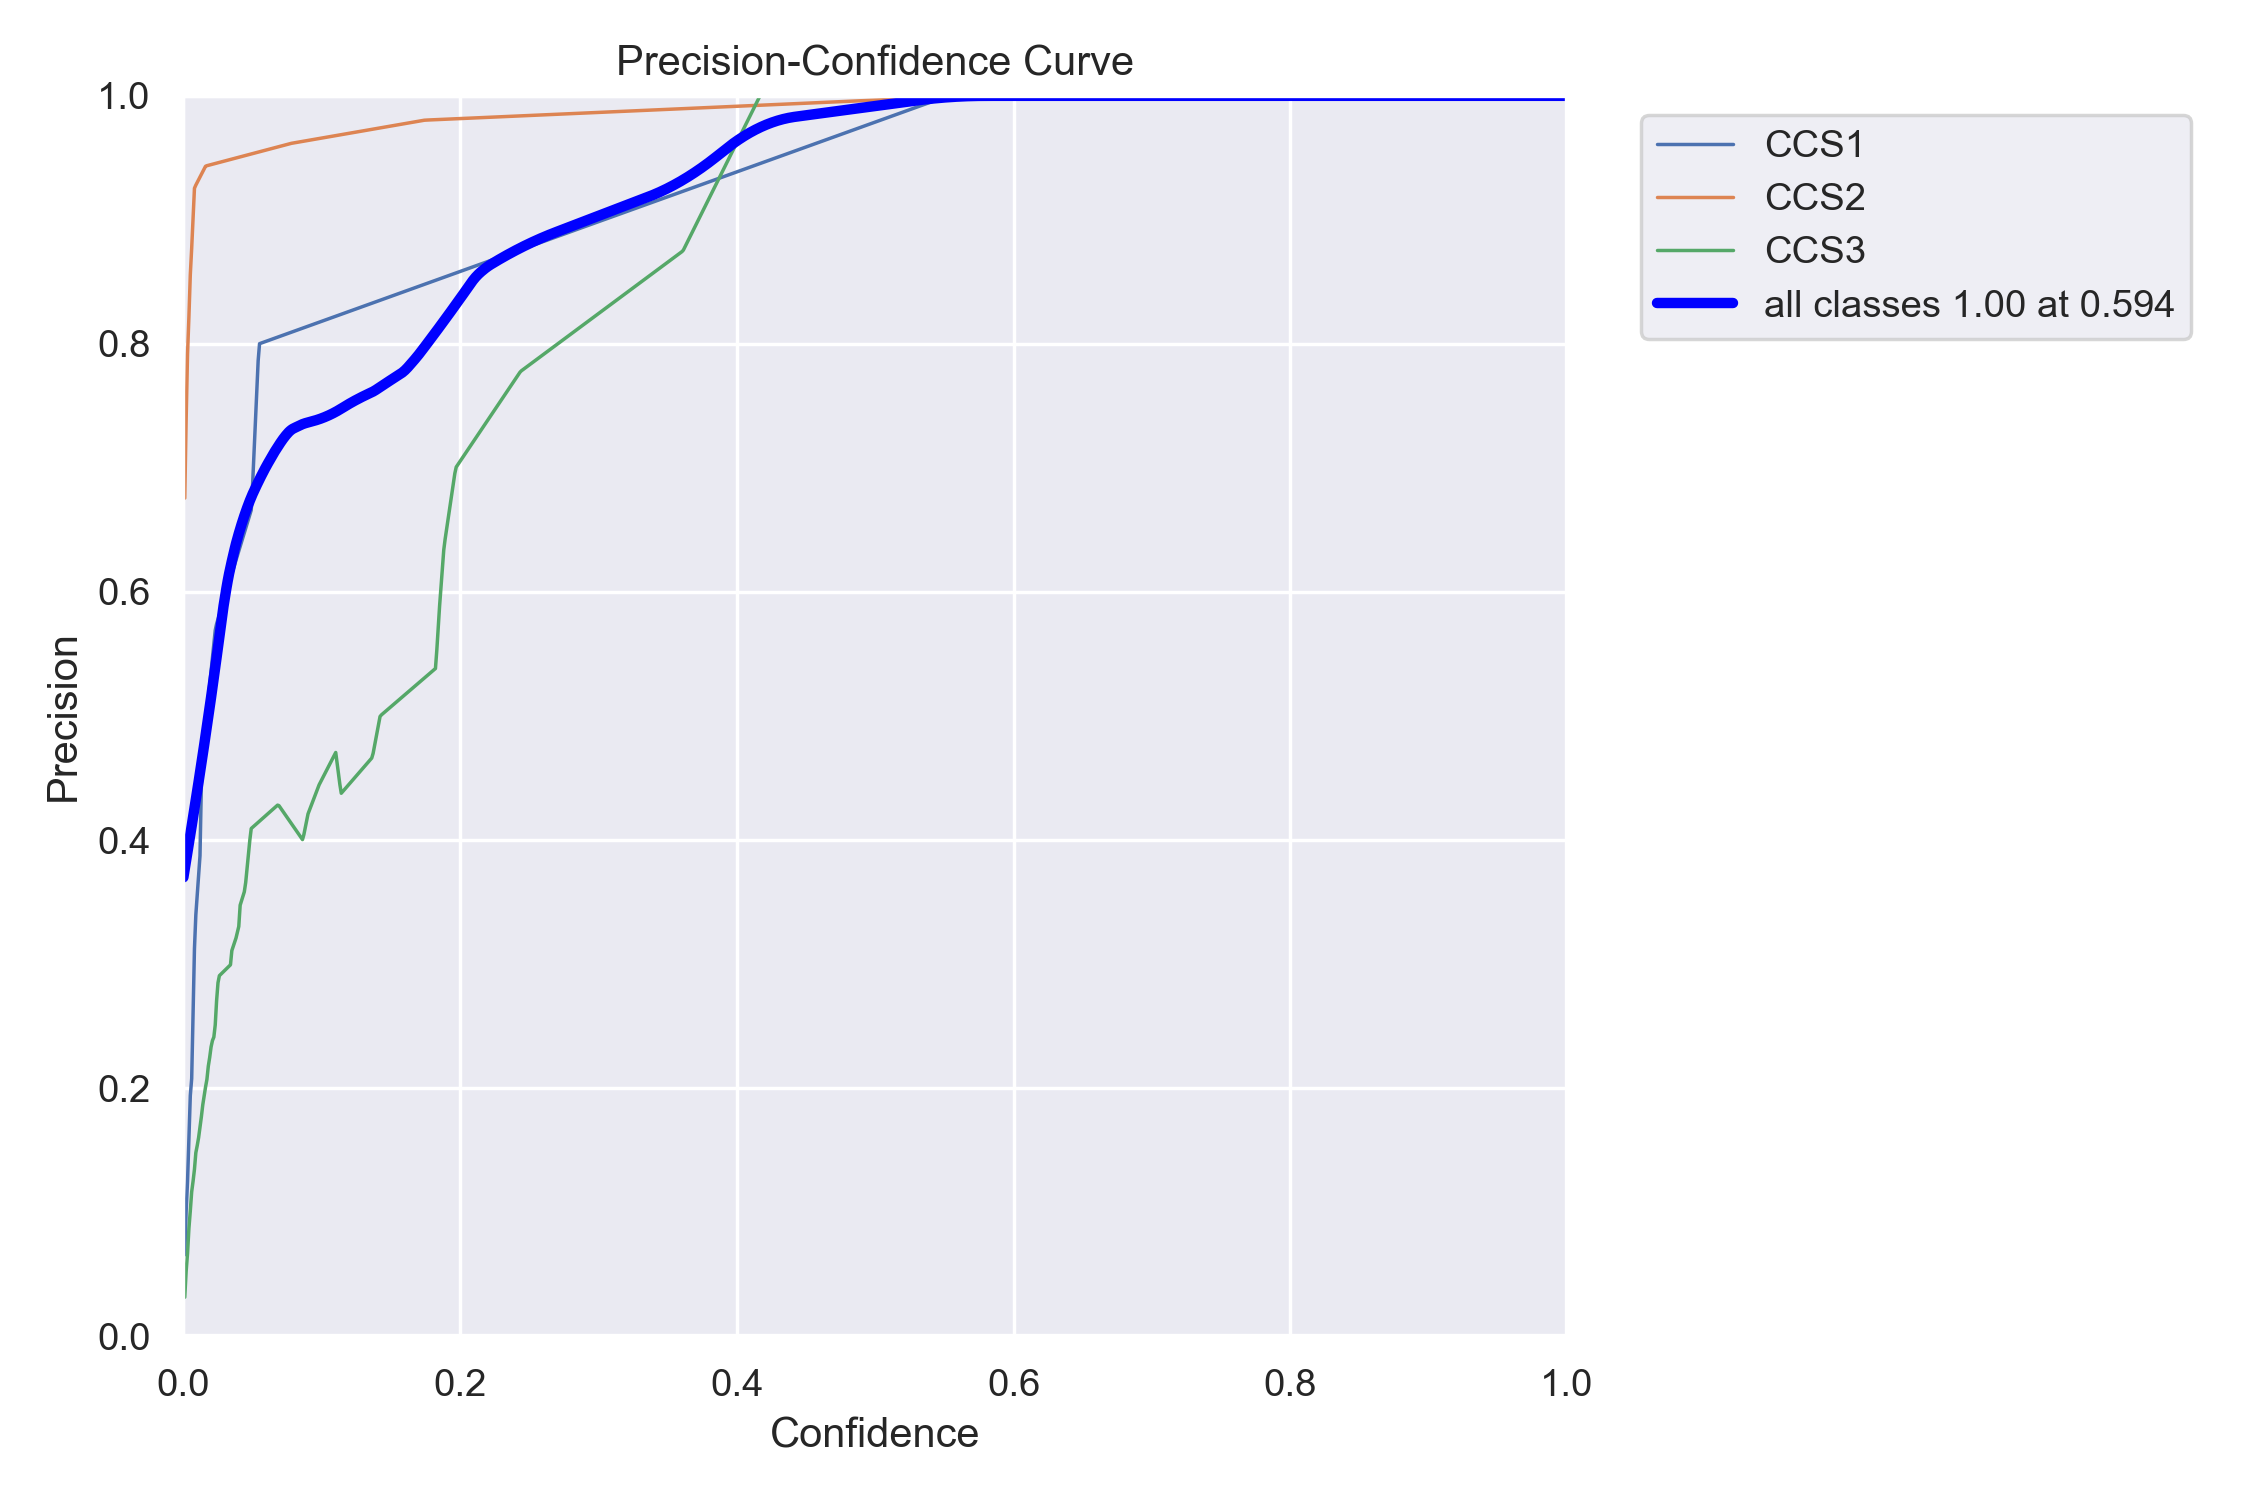 Precision-Confidence Curve
1.0
0.8
0.6
0.4
0.2
0.0
Precision
0.0 0.2 0.4 0.6 0.8 1.0
Confidence
CCS1
CCS2
CCS3
all classes 1.00 at 0.594